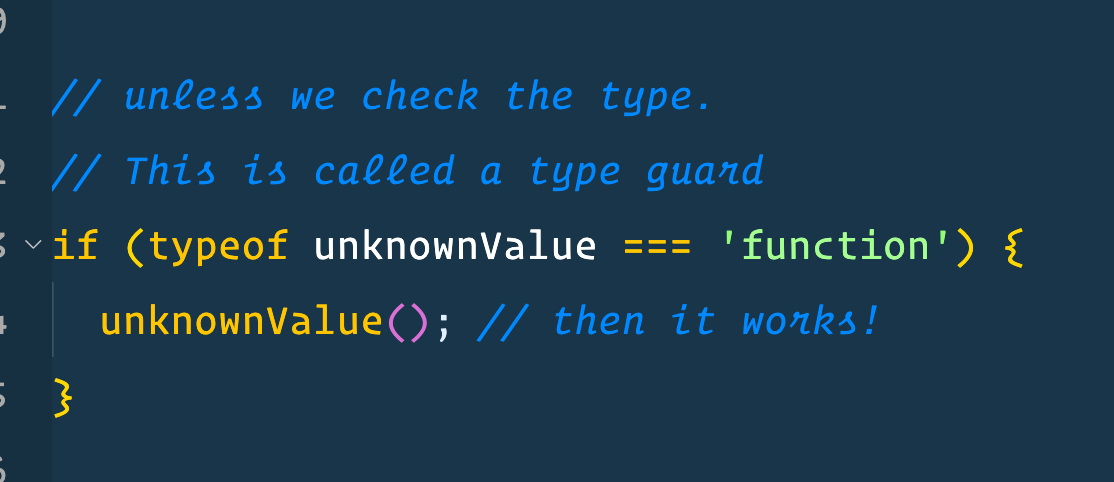 // unless we check the type.
// This is called a type guard
if (typeof unknownValue === 'function') {
  unknownValue(); // then it works!
}